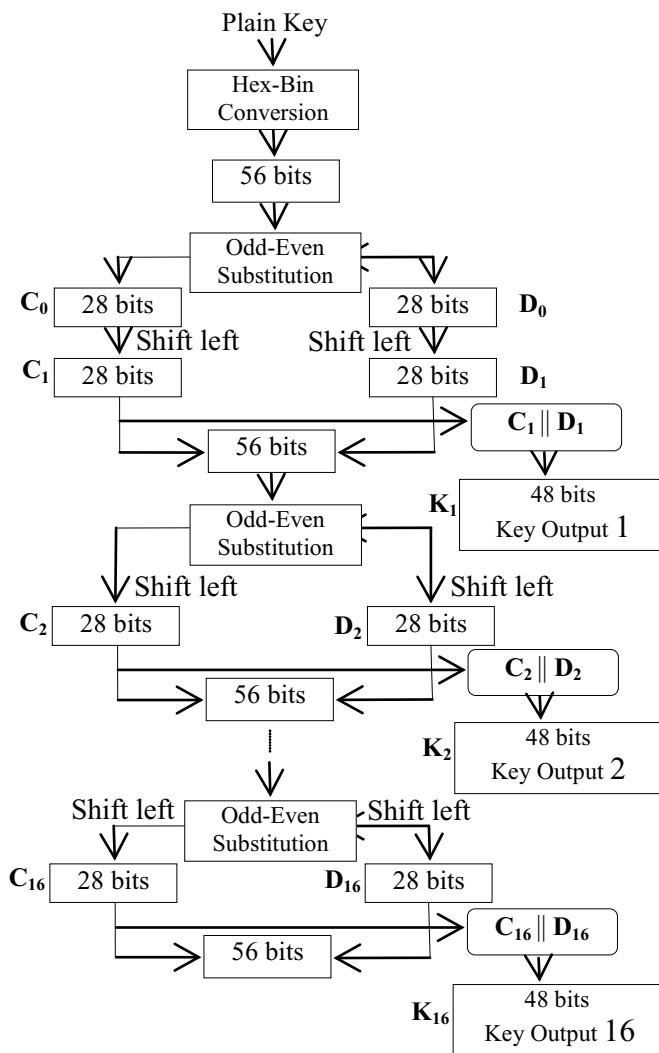 Plain Key
Hex-Bin
Conversion
56 bits
Odd-Even
Substitution
C₀ 28 bits 28 bits D₀
Shift left Shift left
C₁ 28 bits 28 bits D₁
C₁ || D₁
56 bits
K₁ 48 bits
Key Output 1
Odd-Even
Substitution
Shift left Shift left
C₂ 28 bits D₂ 28 bits
C₂ || D₂
56 bits
K₂ 48 bits
Key Output 2
Shift left Odd-Even Shift left
Substitution
C₁₆ 28 bits D₁₆ 28 bits
C₁₆ || D₁₆
56 bits
K₁₆ 48 bits
Key Output 16